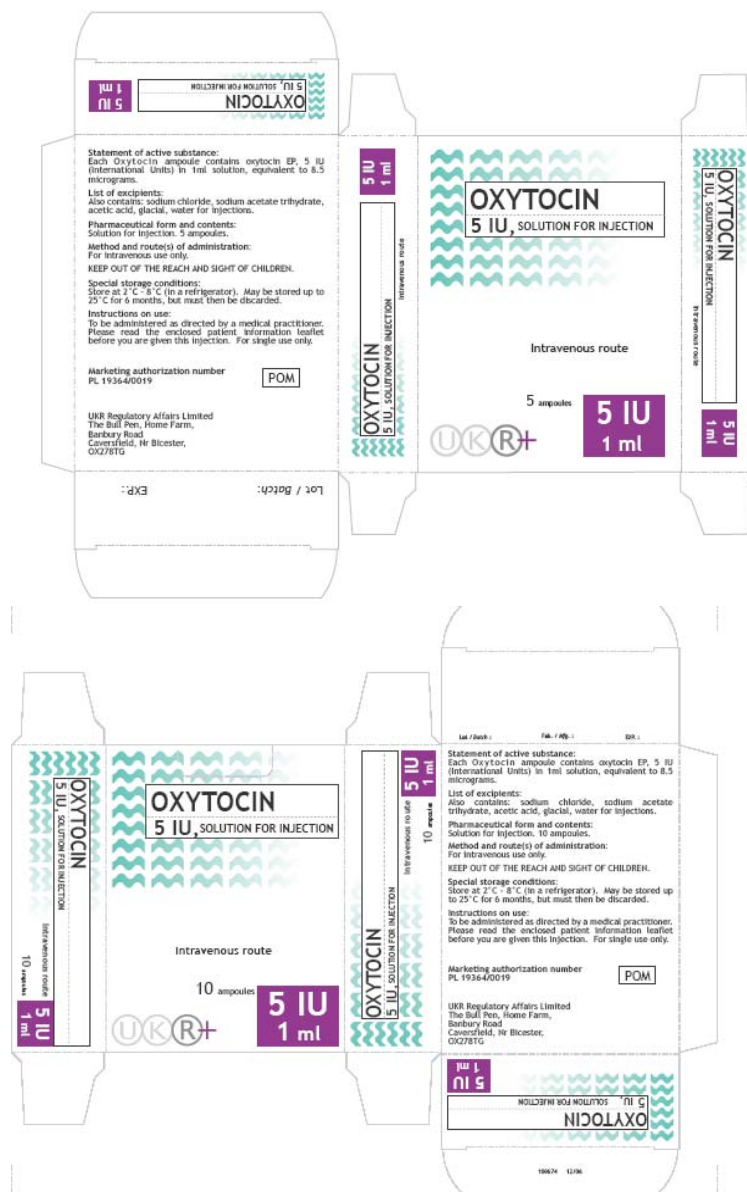 5 IU
1 ml
OXYTOCIN
5 IU, SOLUTION FOR INJECTION
Statement of active substance:
Each Oxytocin ampoule contains oxytocin EP, 5 IU
(International Units) in 1ml solution, equivalent to 8.5
micrograms.
List of excipients:
Also contains: sodium chloride, sodium acetate trihydrate,
acetic acid, glacial, water for injections.
Pharmaceutical form and contents:
Solution for injection. 5 ampoules.
Method and route(s) of administration:
For intravenous use only.
KEEP OUT OF THE REACH AND SIGHT OF CHILDREN.
Special storage conditions:
Store at 2°C - 8°C (in a refrigerator). May be stored up to
25°C for 6 months, but must then be discarded.
Instructions on use:
To be administered as directed by a medical practitioner.
Please read the enclosed patient information leaflet
before you are given this injection. For single use only.
Marketing authorization number
PL 19364/0019
POM
UKR Regulatory Affairs Limited
The Bull Pen, Home Farm,
Banbury Road
Caversfield, Nr Bicester,
OX278TG
Lot / Batch:
EXP.:
5 IU
1 ml
Intravenous route
OXYTOCIN
5 IU, SOLUTION FOR INJECTION
OXYTOCIN
5 IU, SOLUTION FOR INJECTION
Intravenous route
5 ampoules
5 IU
1 ml
UKR+
OXYTOCIN
5 IU, SOLUTION FOR INJECTION
Intravenous route
5 IU
1 ml
OXYTOCIN
5 IU, SOLUTION FOR INJECTION
Intravenous route
10 ampoules
5 IU
1 ml
OXYTOCIN
5 IU, SOLUTION FOR INJECTION
Intravenous route
10 ampoules
5 IU
1 ml
UKR+
5 IU
1 ml
Intravenous route
10 ampoules
OXYTOCIN
5 IU, SOLUTION FOR INJECTION
Lot / Batch : Fab. / Mfg. : EXP. :
Statement of active substance:
Each Oxytocin ampoule contains oxytocin EP, 5 IU
(International Units) in 1ml solution, equivalent to 8.5
micrograms.
List of excipients:
Also contains: sodium chloride, sodium acetate
trihydrate, acetic acid, glacial, water for injections.
Pharmaceutical form and contents:
Solution for injection. 10 ampoules.
Method and route(s) of administration:
For intravenous use only.
KEEP OUT OF THE REACH AND SIGHT OF CHILDREN.
Special storage conditions:
Store at 2°C - 8°C (in a refrigerator). May be stored up
to 25°C for 6 months, but must then be discarded.
Instructions on use:
To be administered as directed by a medical practitioner.
Please read the enclosed patient information leaflet
before you are given this injection. For single use only.
Marketing authorization number
PL 19364/0019
POM
UKR Regulatory Affairs Limited
The Bull Pen, Home Farm,
Banbury Road
Caversfield, Nr Bicester,
OX278TG
5 IU
1 ml
OXYTOCIN
5 IU, SOLUTION FOR INJECTION
12/06